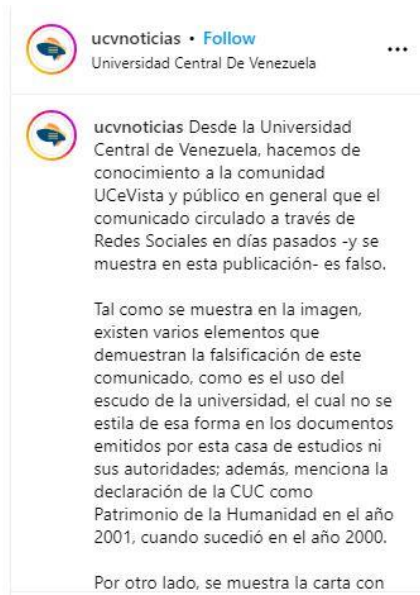 ucvnoticias • Follow
Universidad Central De Venezuela
ucvnoticias Desde la Universidad
Central de Venezuela, hacemos de
conocimiento a la comunidad
UCeVista y público en general que el
comunicado circulado a través de
Redes Sociales en días pasados -y se
muestra en esta publicación- es falso.
Tal como se muestra en la imagen,
existen varios elementos que
demuestran la falsificación de este
comunicado, como es el uso del
escudo de la universidad, el cual no se
estila de esa forma en los documentos
emitidos por esta casa de estudios ni
sus autoridades; además, menciona la
declaración de la CUC como
Patrimonio de la Humanidad en el año
2001, cuando sucedió en el año 2000.
Por otro lado, se muestra la carta con